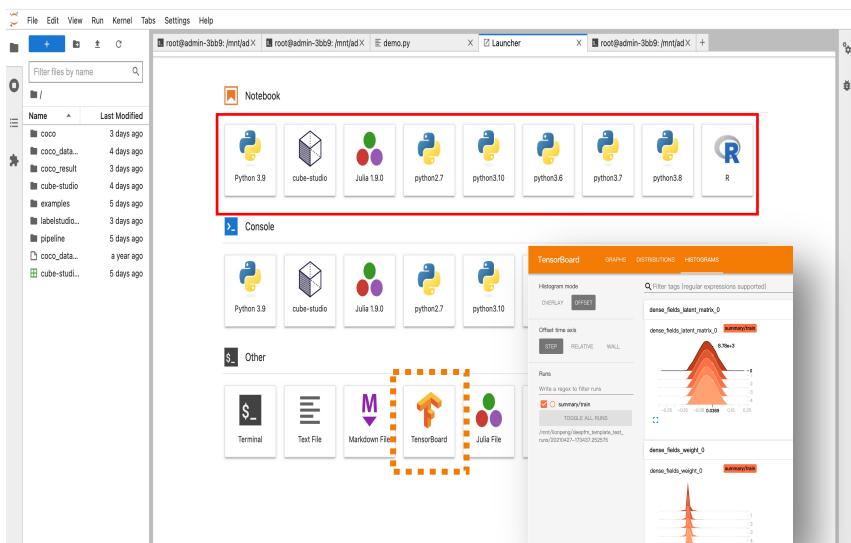 File Edit View Run Kernel Tabs Settings Help
root@admin-3bb9: /mnt/ad
root@admin-3bb9: /mnt/ad
demo.py
Launcher
root@admin-3bb9: /mnt/ad
Filter files by name
/
Name Last Modified
coco 3 days ago
coco_data... 4 days ago
coco_result 3 days ago
cube-studio 4 days ago
examples 5 days ago
labelstudio... 3 days ago
pipeline 5 days ago
coco_data... a year ago
cube-studi... 5 days ago
Notebook
Python 3.9 cube-studio Julia 1.9.0 python2.7 python3.10 python3.6 python3.7 python3.8 R
Console
Python 3.9 cube-studio Julia 1.9.0 python2.7 python3.10
$_ Other
Terminal Text File Markdown File TensorBoard Julia File
TensorBoard GRAPHS DISTRIBUTIONS HISTOGRAMS
Histogram mode
OVERLAY OFFSET
Offset time axis
STEP RELATIVE WALL
Runs
Write a regex to filter runs
summary/train
TOGGLE ALL RUNS
Filter tags (regular expressions supported)
dense_fields_latent_matrix_0
dense_fields_latent_matrix_0 summary/train
8.78e+3
0.0389
dense_fields_weight_0
dense_fields_weight_0 summary/train